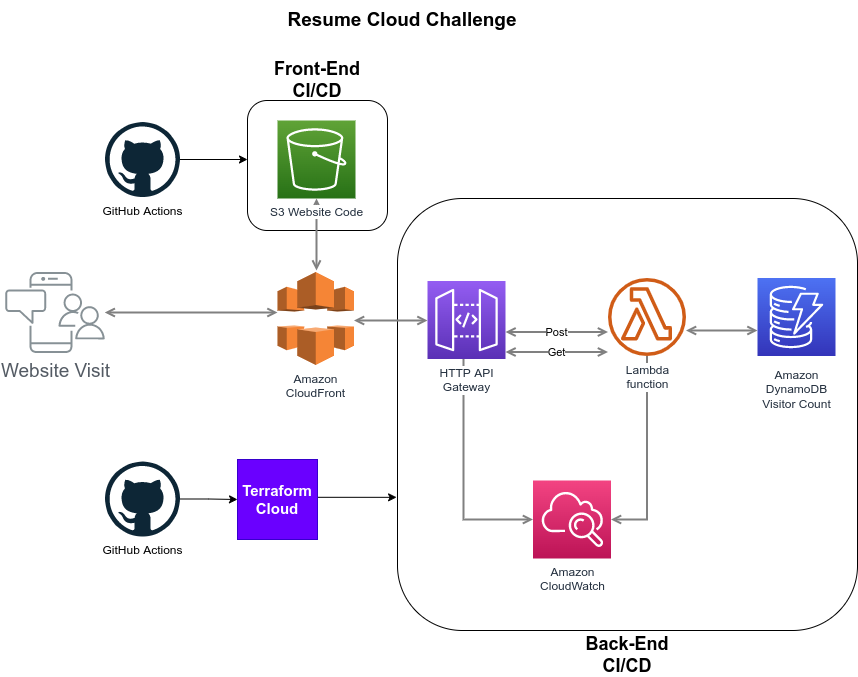 Resume Cloud Challenge
Front-End
CI/CD
GitHub Actions
S3 Website Code
Website Visit
Amazon
CloudFront
HTTP API
Gateway
Post
Get
Lambda
function
Amazon
DynamoDB
Visitor Count
GitHub Actions
Terraform
Cloud
Amazon
CloudWatch
Back-End
CI/CD